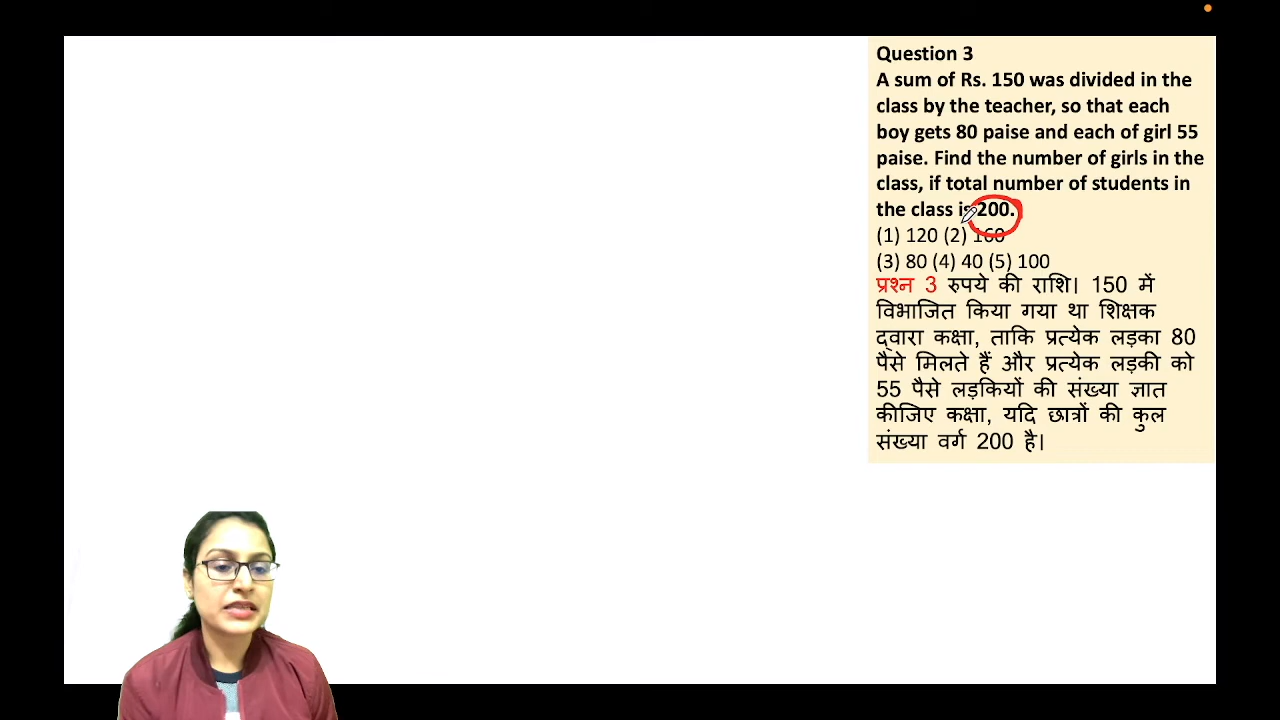 Question 3
A sum of Rs. 150 was divided in the
class by the teacher, so that each
boy gets 80 paise and each of girl 55
paise. Find the number of girls in the
class, if total number of students in
the class is 200.
(1) 120 (2) 160
(3) 80 (4) 40 (5) 100
प्रश्न 3 रुपये की राशि। 150 में
विभाजित किया गया था शिक्षक
द्वारा कक्षा, ताकि प्रत्येक लड़का 80
पैसे मिलते हैं और प्रत्येक लड़की को
55 पैसे लड़कियों की संख्या ज्ञात
कीजिए कक्षा, यदि छात्रों की कुल
संख्या वर्ग 200 है।